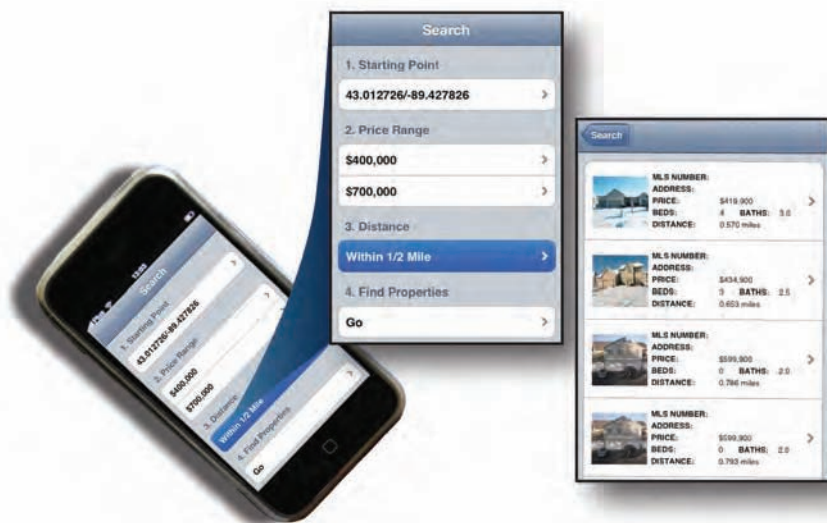 Search
1. Starting Point
43.012726/-89.427826
2. Price Range
$400,000
$700,000
3. Distance
Within 1/2 Mile
4. Find Properties
Go
Search
MLS NUMBER:
ADDRESS:
PRICE: $419,900
BEDS: 4 BATHS: 3.0
DISTANCE: 0.570 miles
MLS NUMBER:
ADDRESS:
PRICE: $434,900
BEDS: 3 BATHS: 2.5
DISTANCE: 0.653 miles
MLS NUMBER:
ADDRESS:
PRICE: $599,900
BEDS: 0 BATHS: 2.0
DISTANCE: 0.786 miles
MLS NUMBER:
ADDRESS:
PRICE: $599,900
BEDS: 0 BATHS: 2.0
DISTANCE: 0.793 miles
13:03
Search
1. Starting Point
43.012726/-89.427826
2. Price Range
$400,000
$700,000
3. Distance
Within 1/2 Mile
4. Find Properties
Go